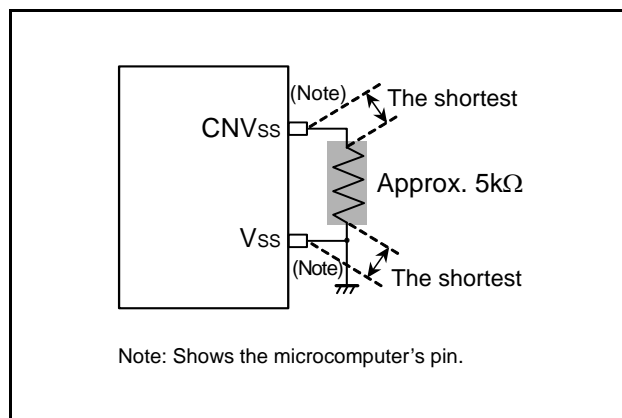 (Note)
The shortest
CNVss
Approx. 5kΩ
Vss
(Note)
The shortest
Note: Shows the microcomputer's pin.